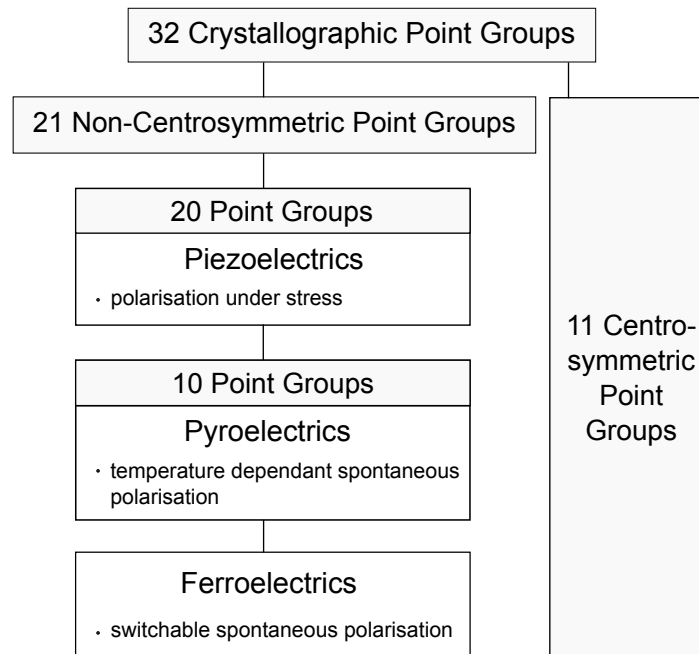 32 Crystallographic Point Groups
21 Non-Centrosymmetric Point Groups
20 Point Groups
Piezoelectrics
· polarisation under stress
10 Point Groups
Pyroelectrics
· temperature dependant spontaneous
polarisation
Ferroelectrics
· switchable spontaneous polarisation
11 Centro-
symmetric
Point
Groups